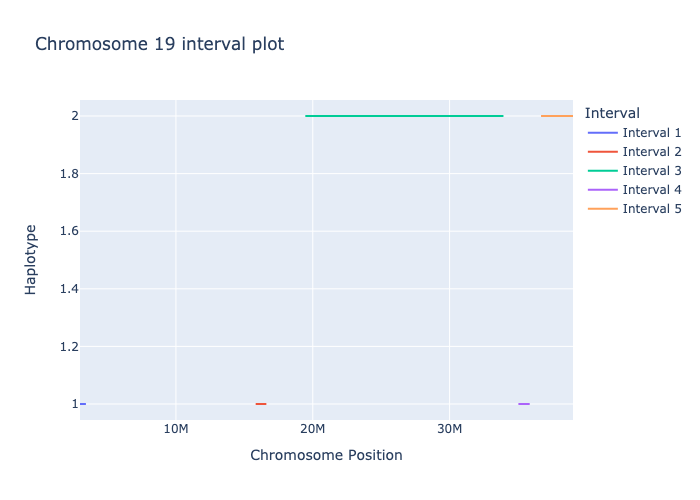 Chromosome 19 interval plot
Interval
Interval 1
Interval 2
Interval 3
Interval 4
Interval 5
Haplotype
2
1.8
1.6
1.4
1.2
1
10M
20M
30M
Chromosome Position